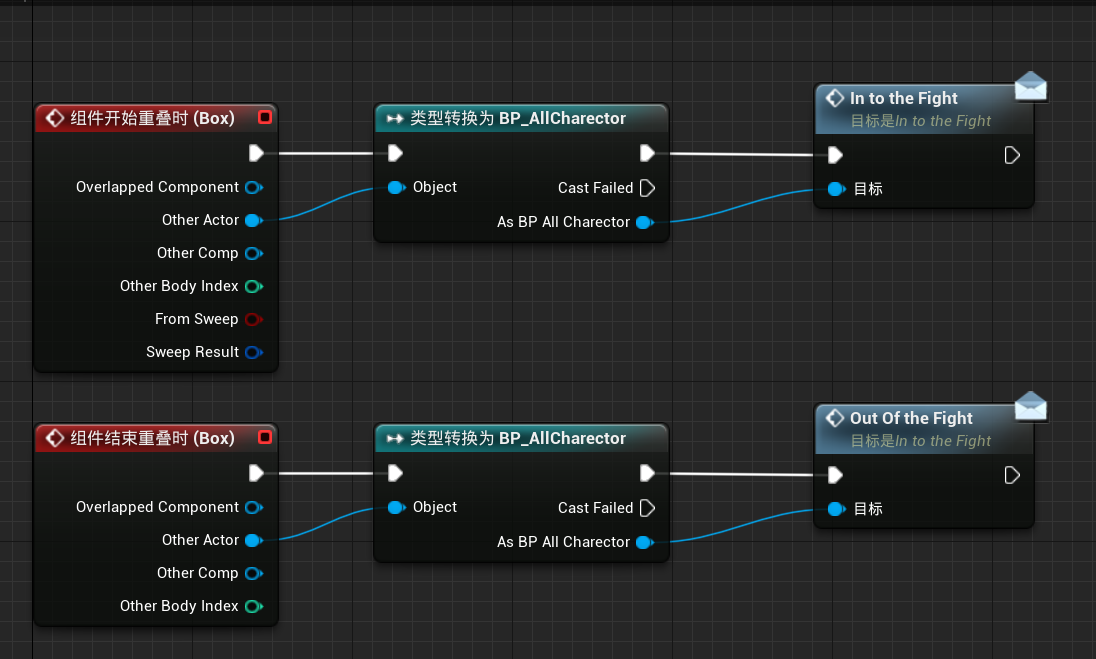 组件开始重叠时 (Box)
Overlapped Component
Other Actor
Other Comp
Other Body Index
From Sweep
Sweep Result
类型转换为 BP_AllCharector
Object
Cast Failed
As BP All Charector
In to the Fight
目标是In to the Fight
目标
组件结束重叠时 (Box)
Overlapped Component
Other Actor
Other Comp
Other Body Index
类型转换为 BP_AllCharector
Object
Cast Failed
As BP All Charector
Out Of the Fight
目标是In to the Fight
目标